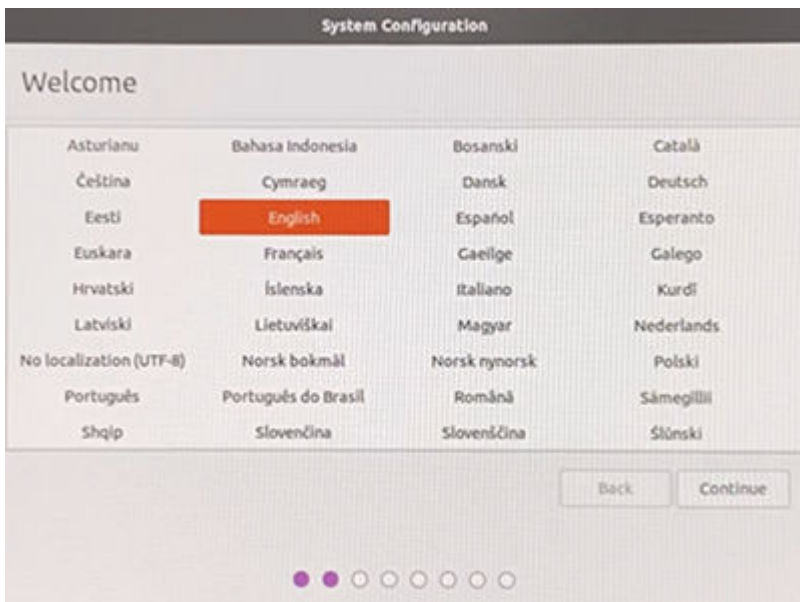 System Configuration
Welcome
Asturianu Bahasa Indonesia Bosanski Català
Čeština Cymraeg Dansk Deutsch
Eesti English Español Esperanto
Euskara Français Gaeilge Galego
Hrvatski Íslenska Italiano Kurdî
Latviski Lietuviškai Magyar Nederlands
No localization (UTF-8) Norsk bokmål Norsk nynorsk Polski
Português Português do Brasil Română Sámegillii
Shqip Slovenčina Slovenščina Ślůnski
Back Continue